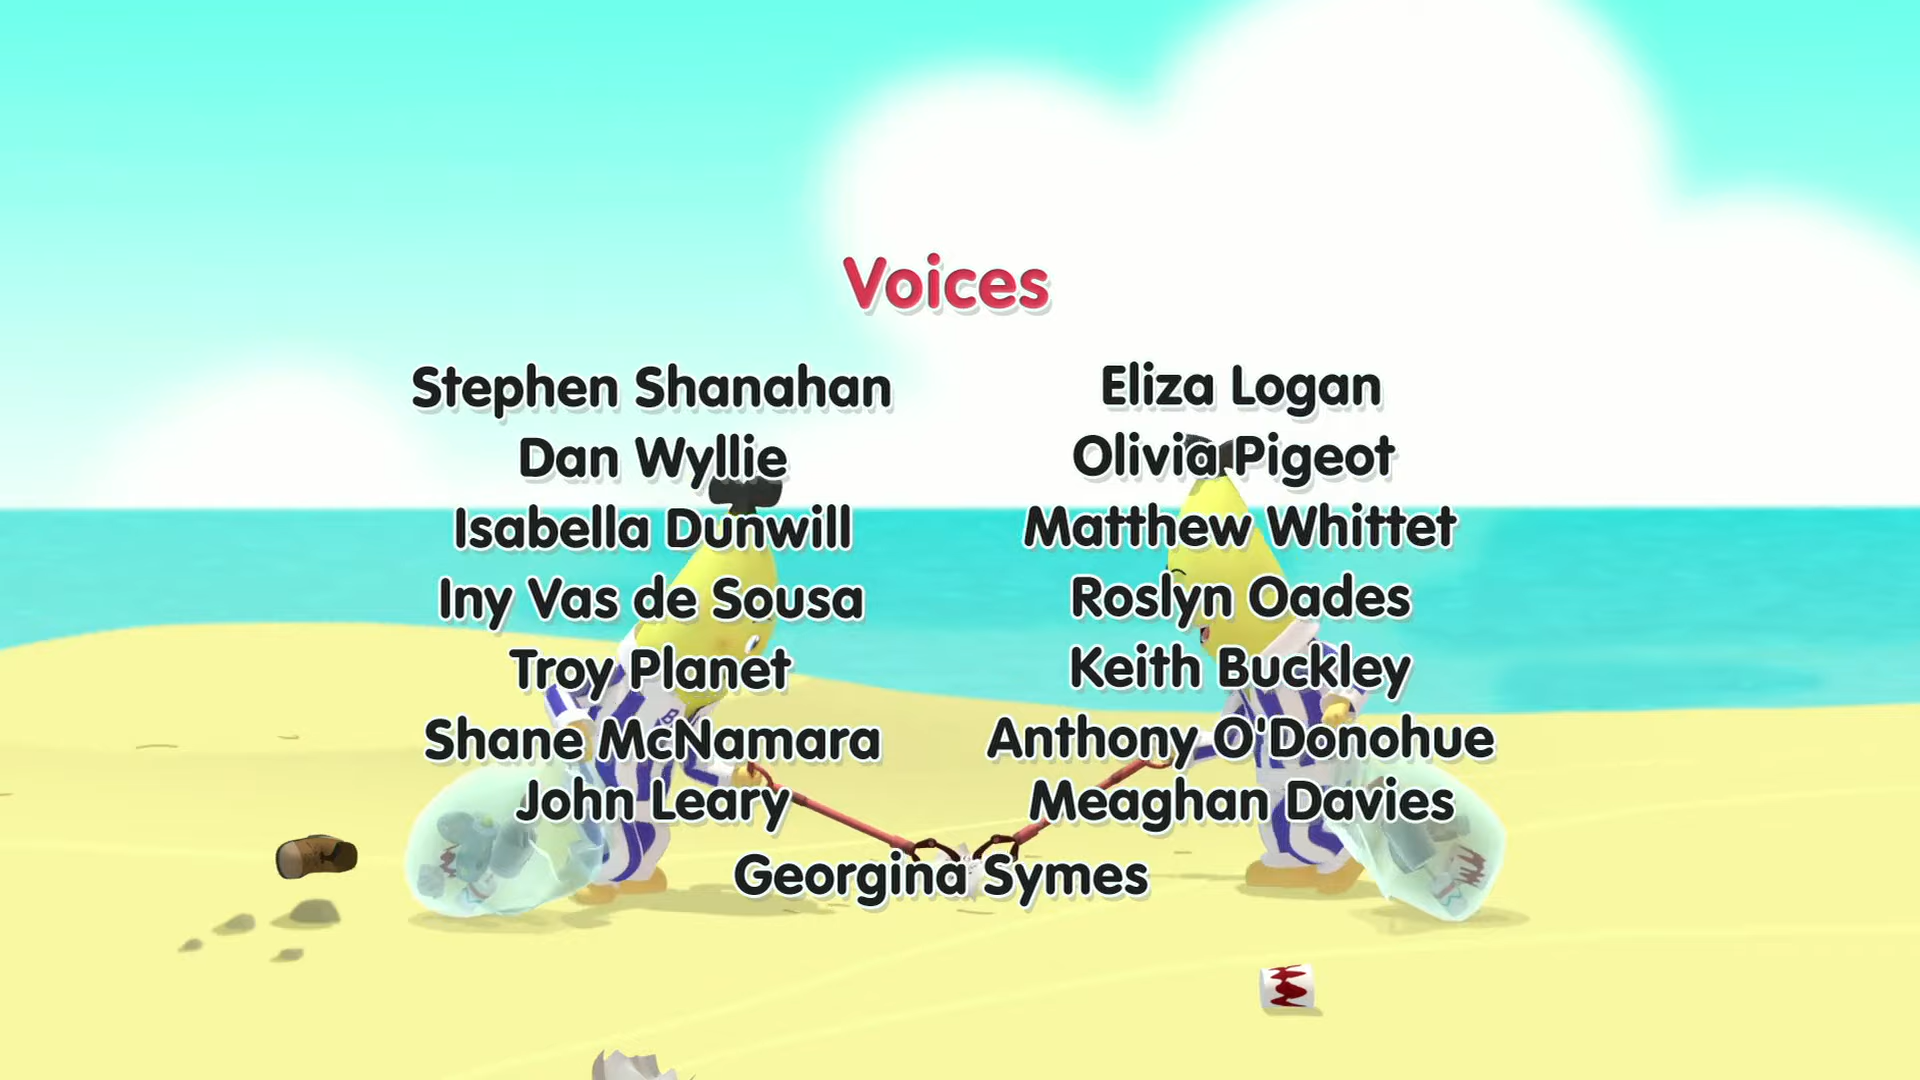 Voices
Stephen Shanahan
Eliza Logan
Dan Wyllie
Olivia Pigeot
Isabella Dunwill
Matthew Whittet
Iny Vas de Sousa
Roslyn Oades
Troy Planet
Keith Buckley
Shane McNamara
Anthony O'Donohue
John Leary
Meaghan Davies
Georgina Symes